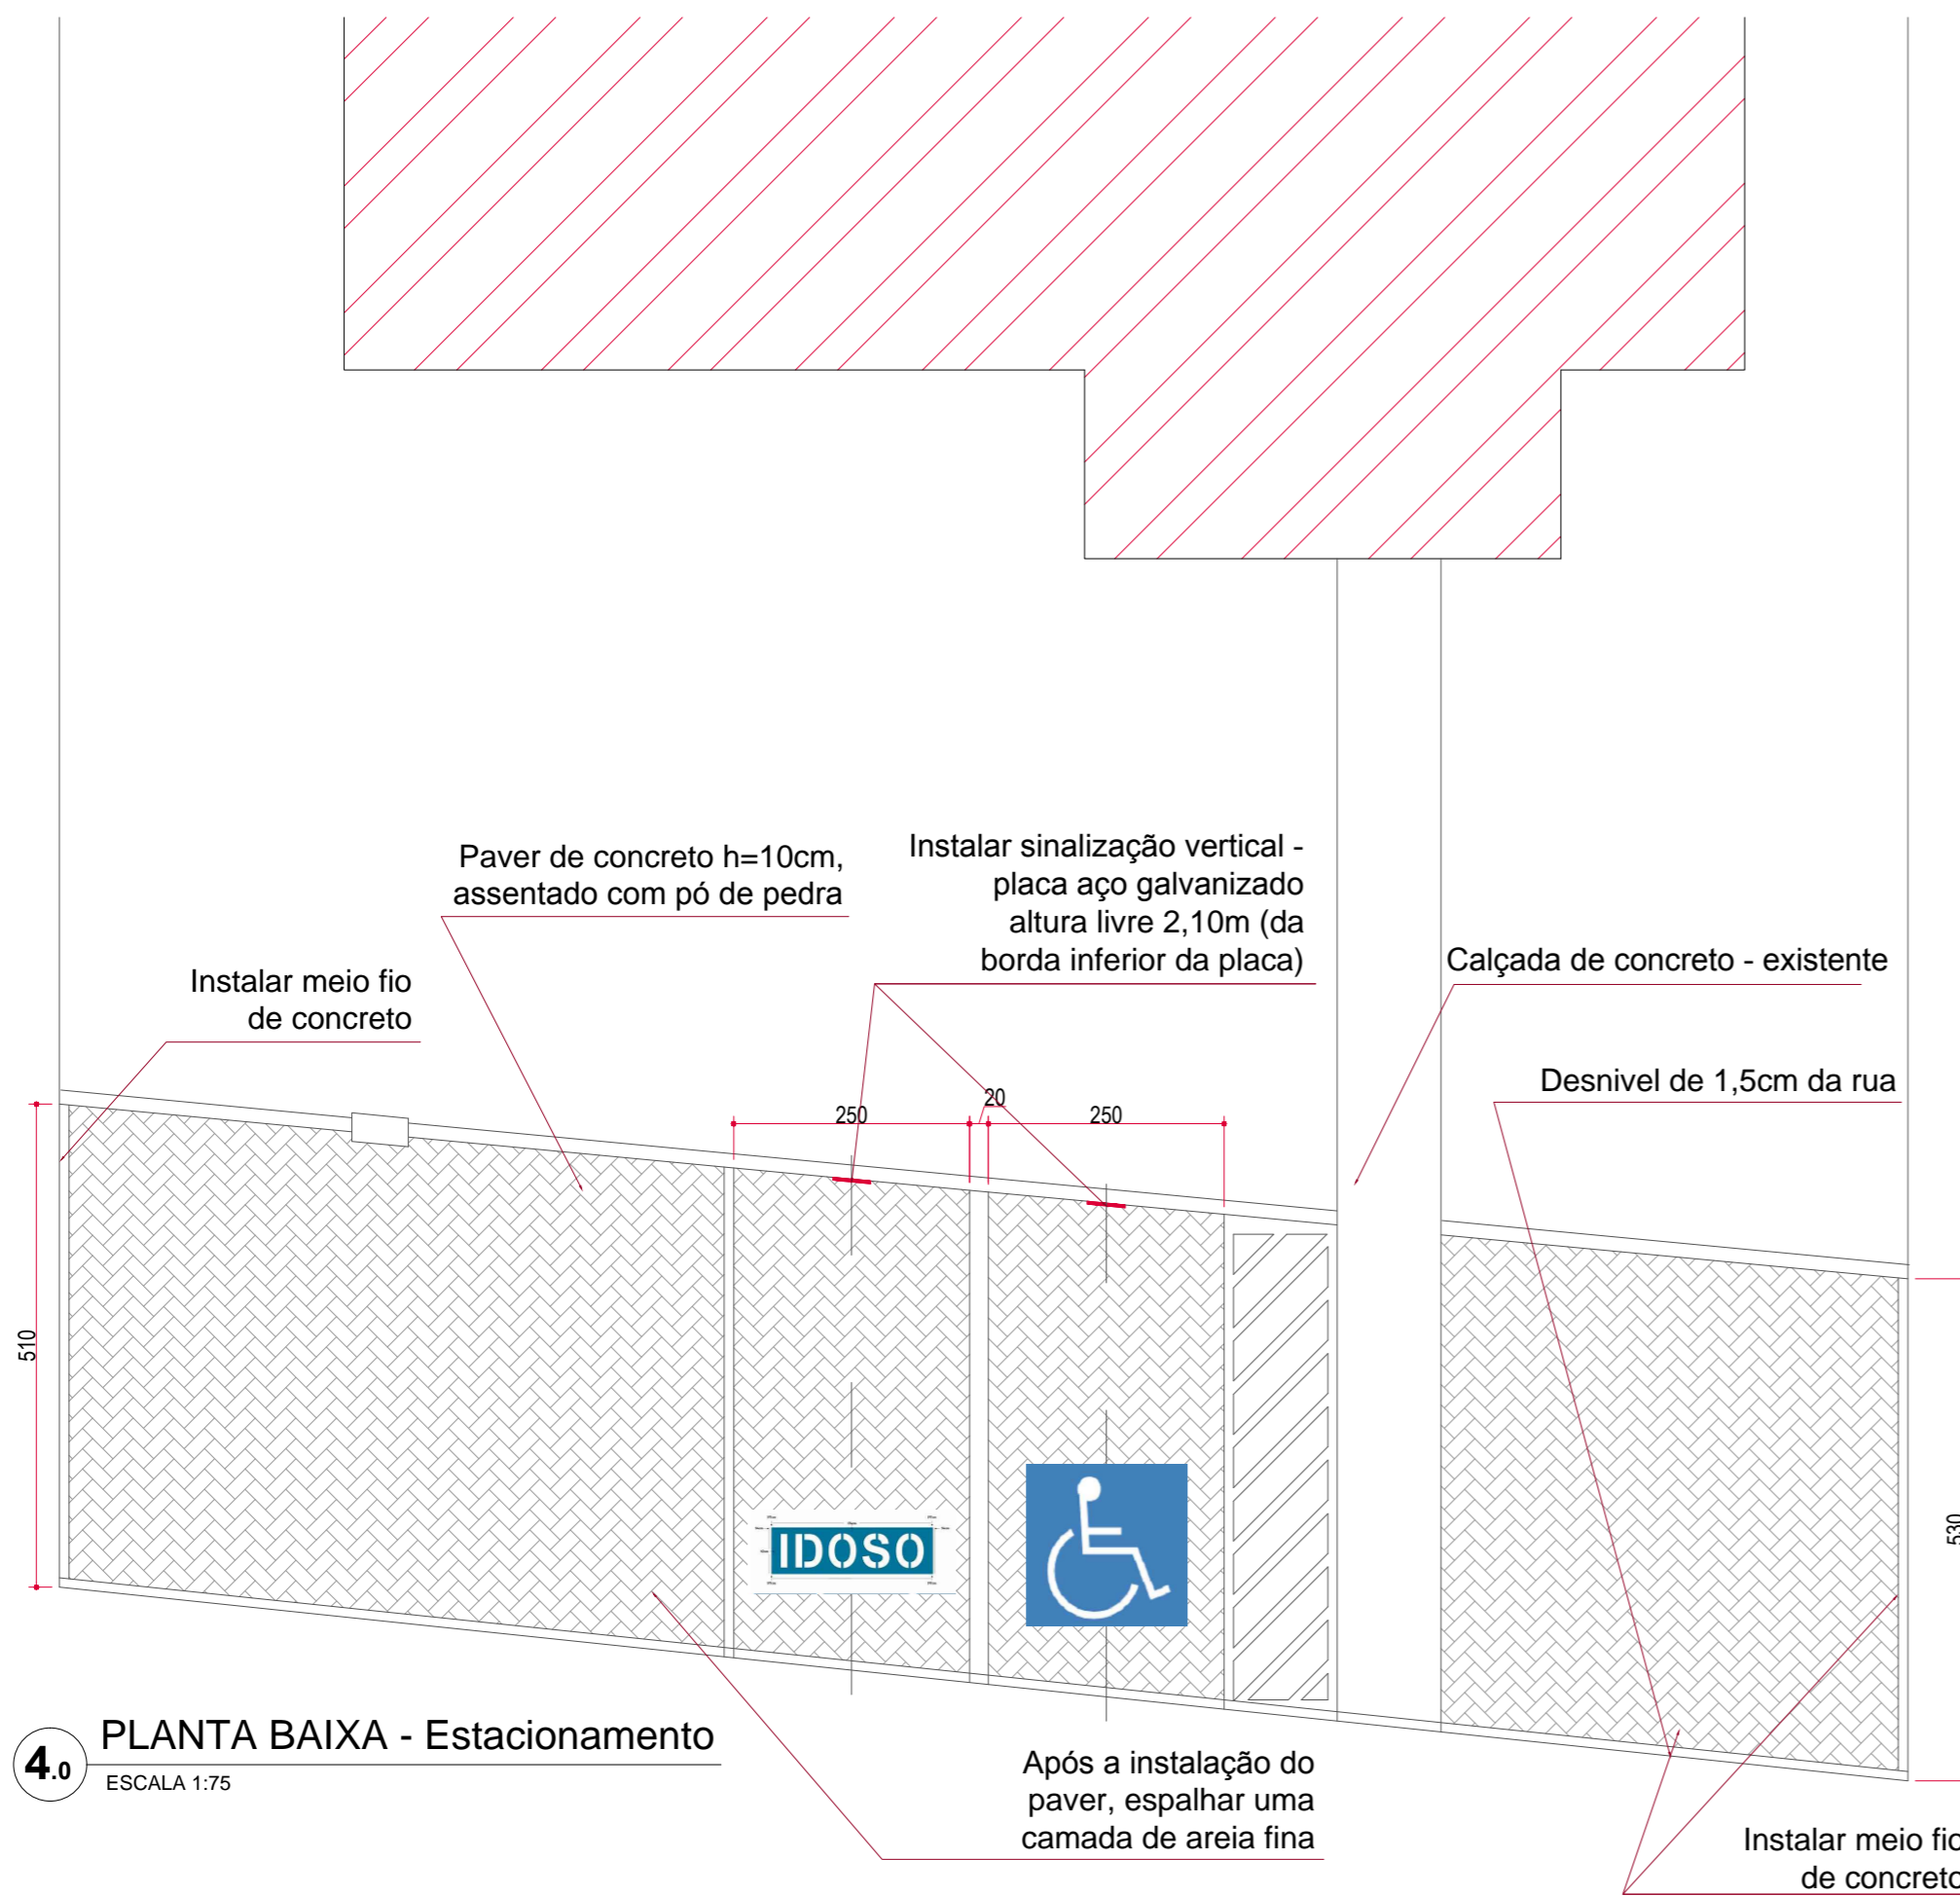 Paver de concreto h=10cm,
assentado com pó de pedra
Instalar sinalização vertical -
placa aço galvanizado
altura livre 2,10m (da
borda inferior da placa)
Calçada de concreto - existente
Instalar meio fio
de concreto
Desnivel de 1,5cm da rua
250
20
250
510
530
IDOSO
4.0
PLANTA BAIXA - Estacionamento
ESCALA 1:75
Após a instalação do
paver, espalhar uma
camada de areia fina
Instalar meio fio
de concreto